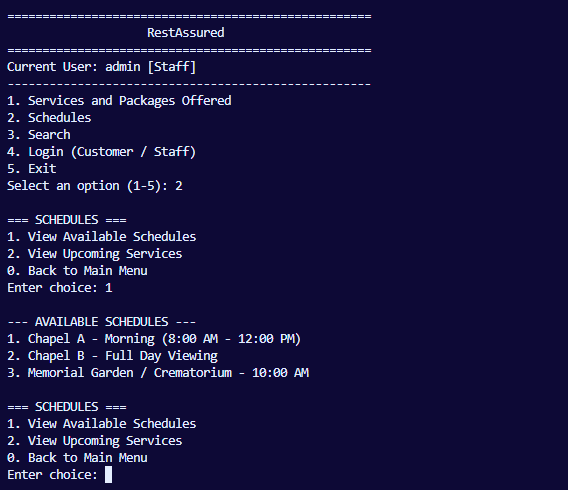 ====================================================
RestAssured
====================================================
Current User: admin [Staff]
----------------------------------------------------
1. Services and Packages Offered
2. Schedules
3. Search
4. Login (Customer / Staff)
5. Exit
Select an option (1-5): 2
=== SCHEDULES ===
1. View Available Schedules
2. View Upcoming Services
0. Back to Main Menu
Enter choice: 1
--- AVAILABLE SCHEDULES ---
1. Chapel A - Morning (8:00 AM - 12:00 PM)
2. Chapel B - Full Day Viewing
3. Memorial Garden / Crematorium - 10:00 AM
=== SCHEDULES ===
1. View Available Schedules
2. View Upcoming Services
0. Back to Main Menu
Enter choice: